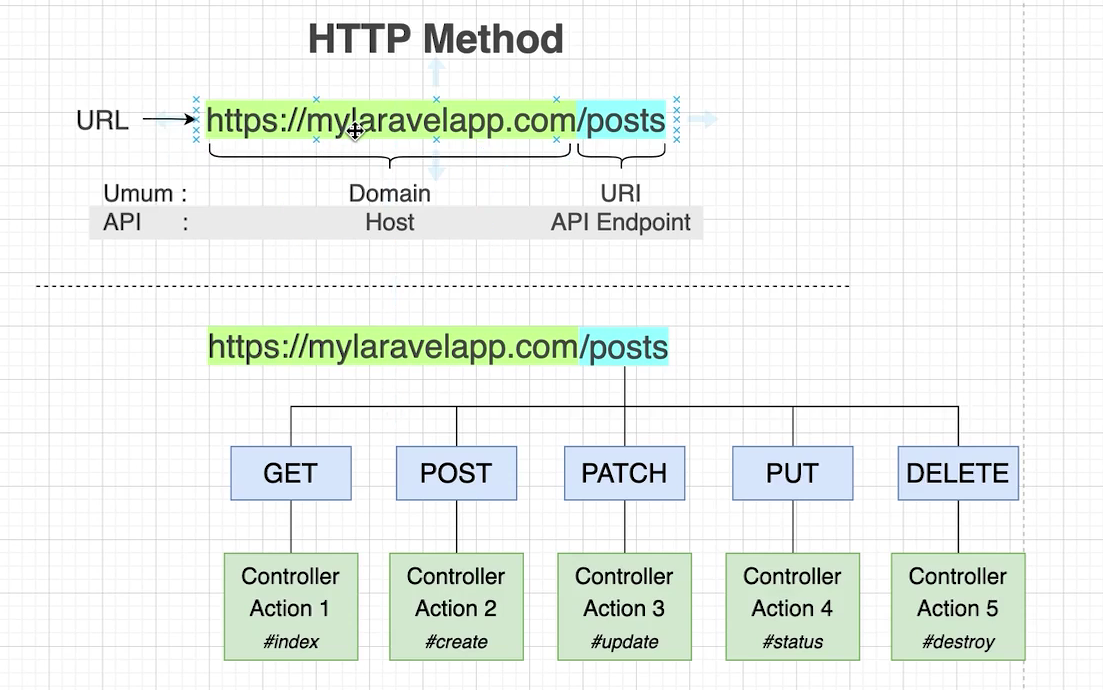 HTTP Method
URL https://mylaravelapp.com/posts
Umum : Domain URI
API : Host API Endpoint
https://mylaravelapp.com/posts
GET POST PATCH PUT DELETE
Controller Controller Controller Controller Controller
Action 1 Action 2 Action 3 Action 4 Action 5
#index #create #update #status #destroy